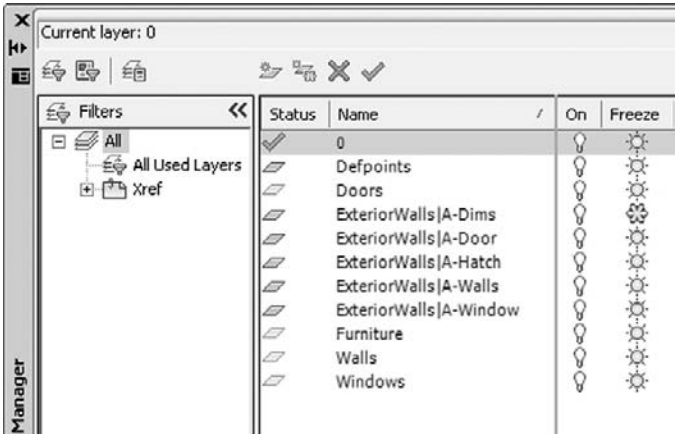 Current layer: 0
Filters
All
All Used Layers
Xref
Status Name On Freeze
0
Defpoints
Doors
ExteriorWalls|A-Dims
ExteriorWalls|A-Door
ExteriorWalls|A-Hatch
ExteriorWalls|A-Walls
ExteriorWalls|A-Window
Furniture
Walls
Windows
Manager